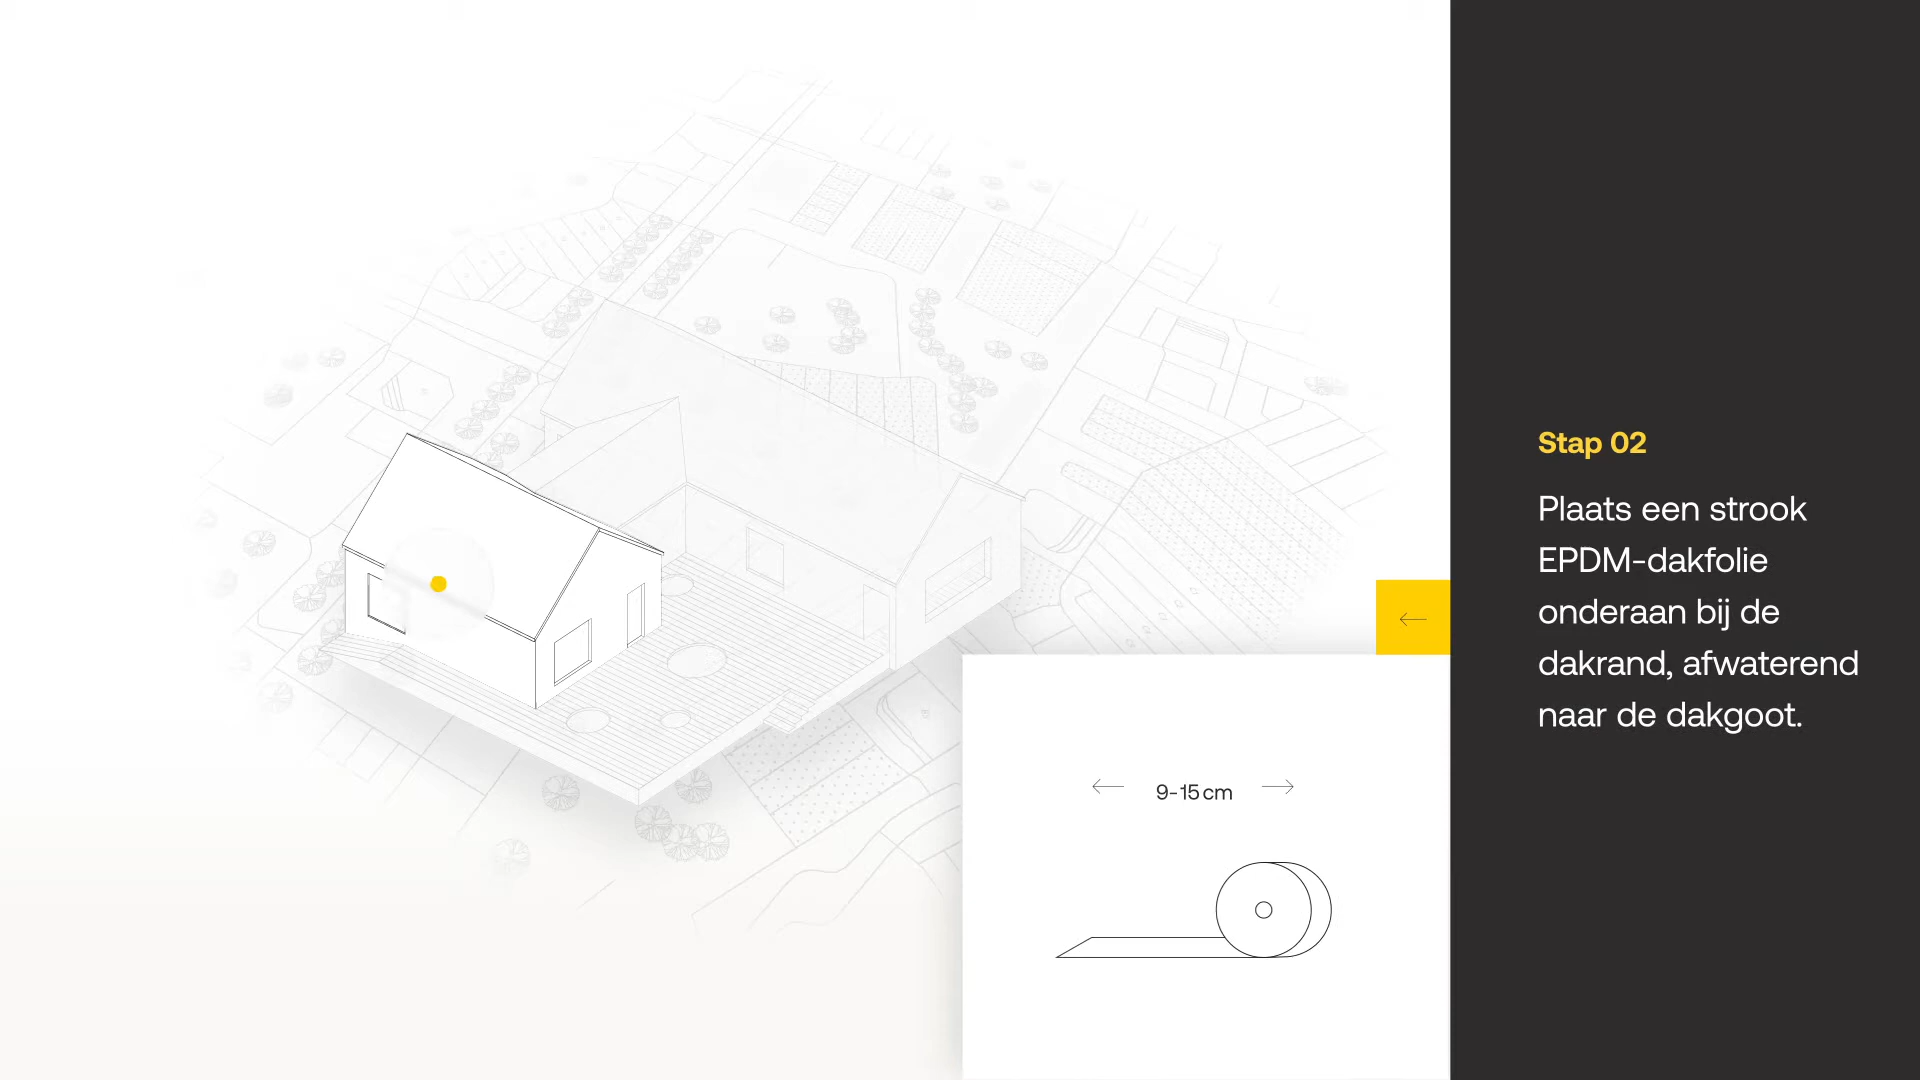 Stap 02
Plaats een strook
EPDM-dakfolie
onderaan bij de
dakrand, afwaterend
naar de dakgoot.
9-15 cm